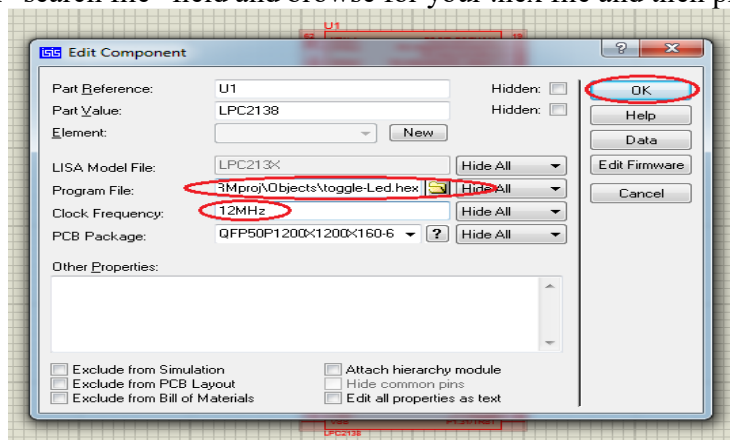 search file" field and browse for your .hex file and then p
U1
ISIS Edit Component
Part Reference: U1 Hidden:
Part Value: LPC2138 Hidden:
Element: New
LISA Model File: LPC213X Hide All
Program File: RMproj\Objects\toggle-Led.hex Hide All
Clock Frequency: 12MHz Hide All
PCB Package: QFP50P1200X1200X160-6 ? Hide All
Other Properties:
Exclude from Simulation Attach hierarchy module
Exclude from PCB Layout Hide common pins
Exclude from Bill of Materials Edit all properties as text
OK
Help
Data
Edit Firmware
Cancel
LPC2138